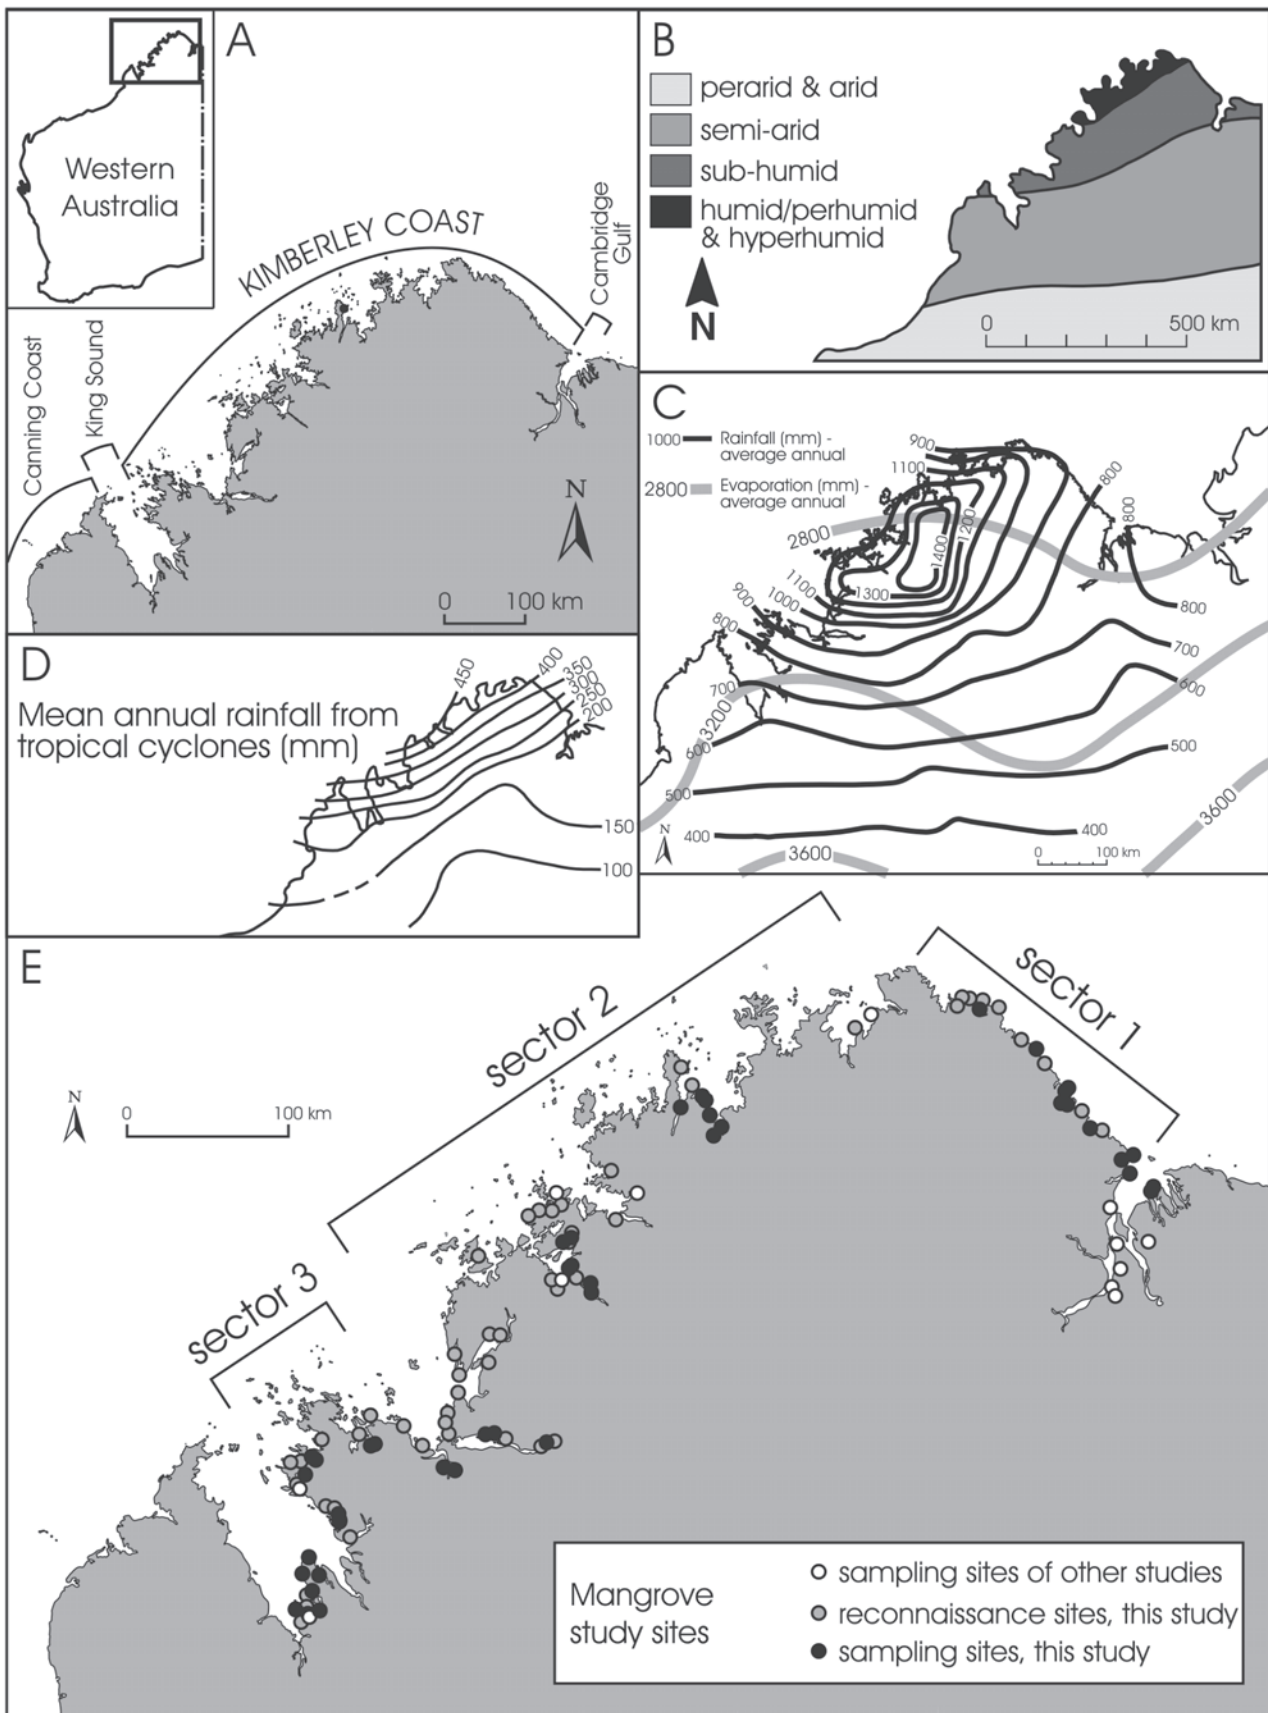 A
Western
Australia
KIMBERLEY COAST
Cambridge
Gulf
King Sound
Canning Coast
N
0 100 km
B
perarid & arid
semi-arid
sub-humid
humid/perhumid
& hyperhumid
N
0 500 km
C
1000 Rainfall (mm) -
average annual
2800 Evaporation (mm) -
average annual
900
1100
800
800
2800
1200
1400
1300
1100
1000
900
800
800
700
700
600
3200
600
500
500
400
400
3600
3600
N
0 100 km
D
Mean annual rainfall from
tropical cyclones (mm)
450
400
350
300
250
200
150
100
E
sector 1
sector 2
sector 3
N
0 100 km
Mangrove
study sites
sampling sites of other studies
reconnaissance sites, this study
sampling sites, this study